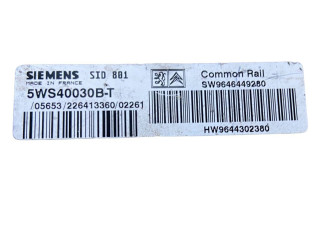 SIEMENS SID 801
MADE IN FRANCE
5WS40030B-T
/05653/226413360/02261
Common Rail
SW9646449280
HW9644302380